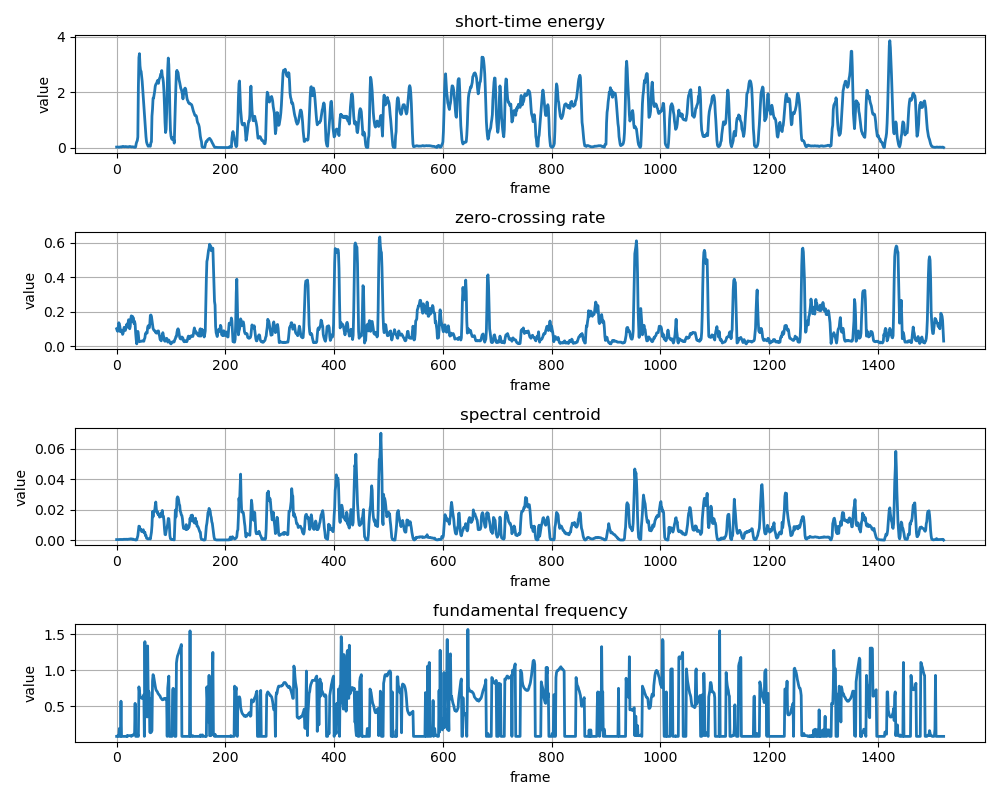 short-time energy
4
2
0
value
0 200 400 600 800 1000 1200 1400
frame
zero-crossing rate
0.6
0.4
0.2
0.0
value
0 200 400 600 800 1000 1200 1400
frame
spectral centroid
0.06
0.04
0.02
0.00
value
0 200 400 600 800 1000 1200 1400
frame
fundamental frequency
1.5
1.0
0.5
value
0 200 400 600 800 1000 1200 1400
frame